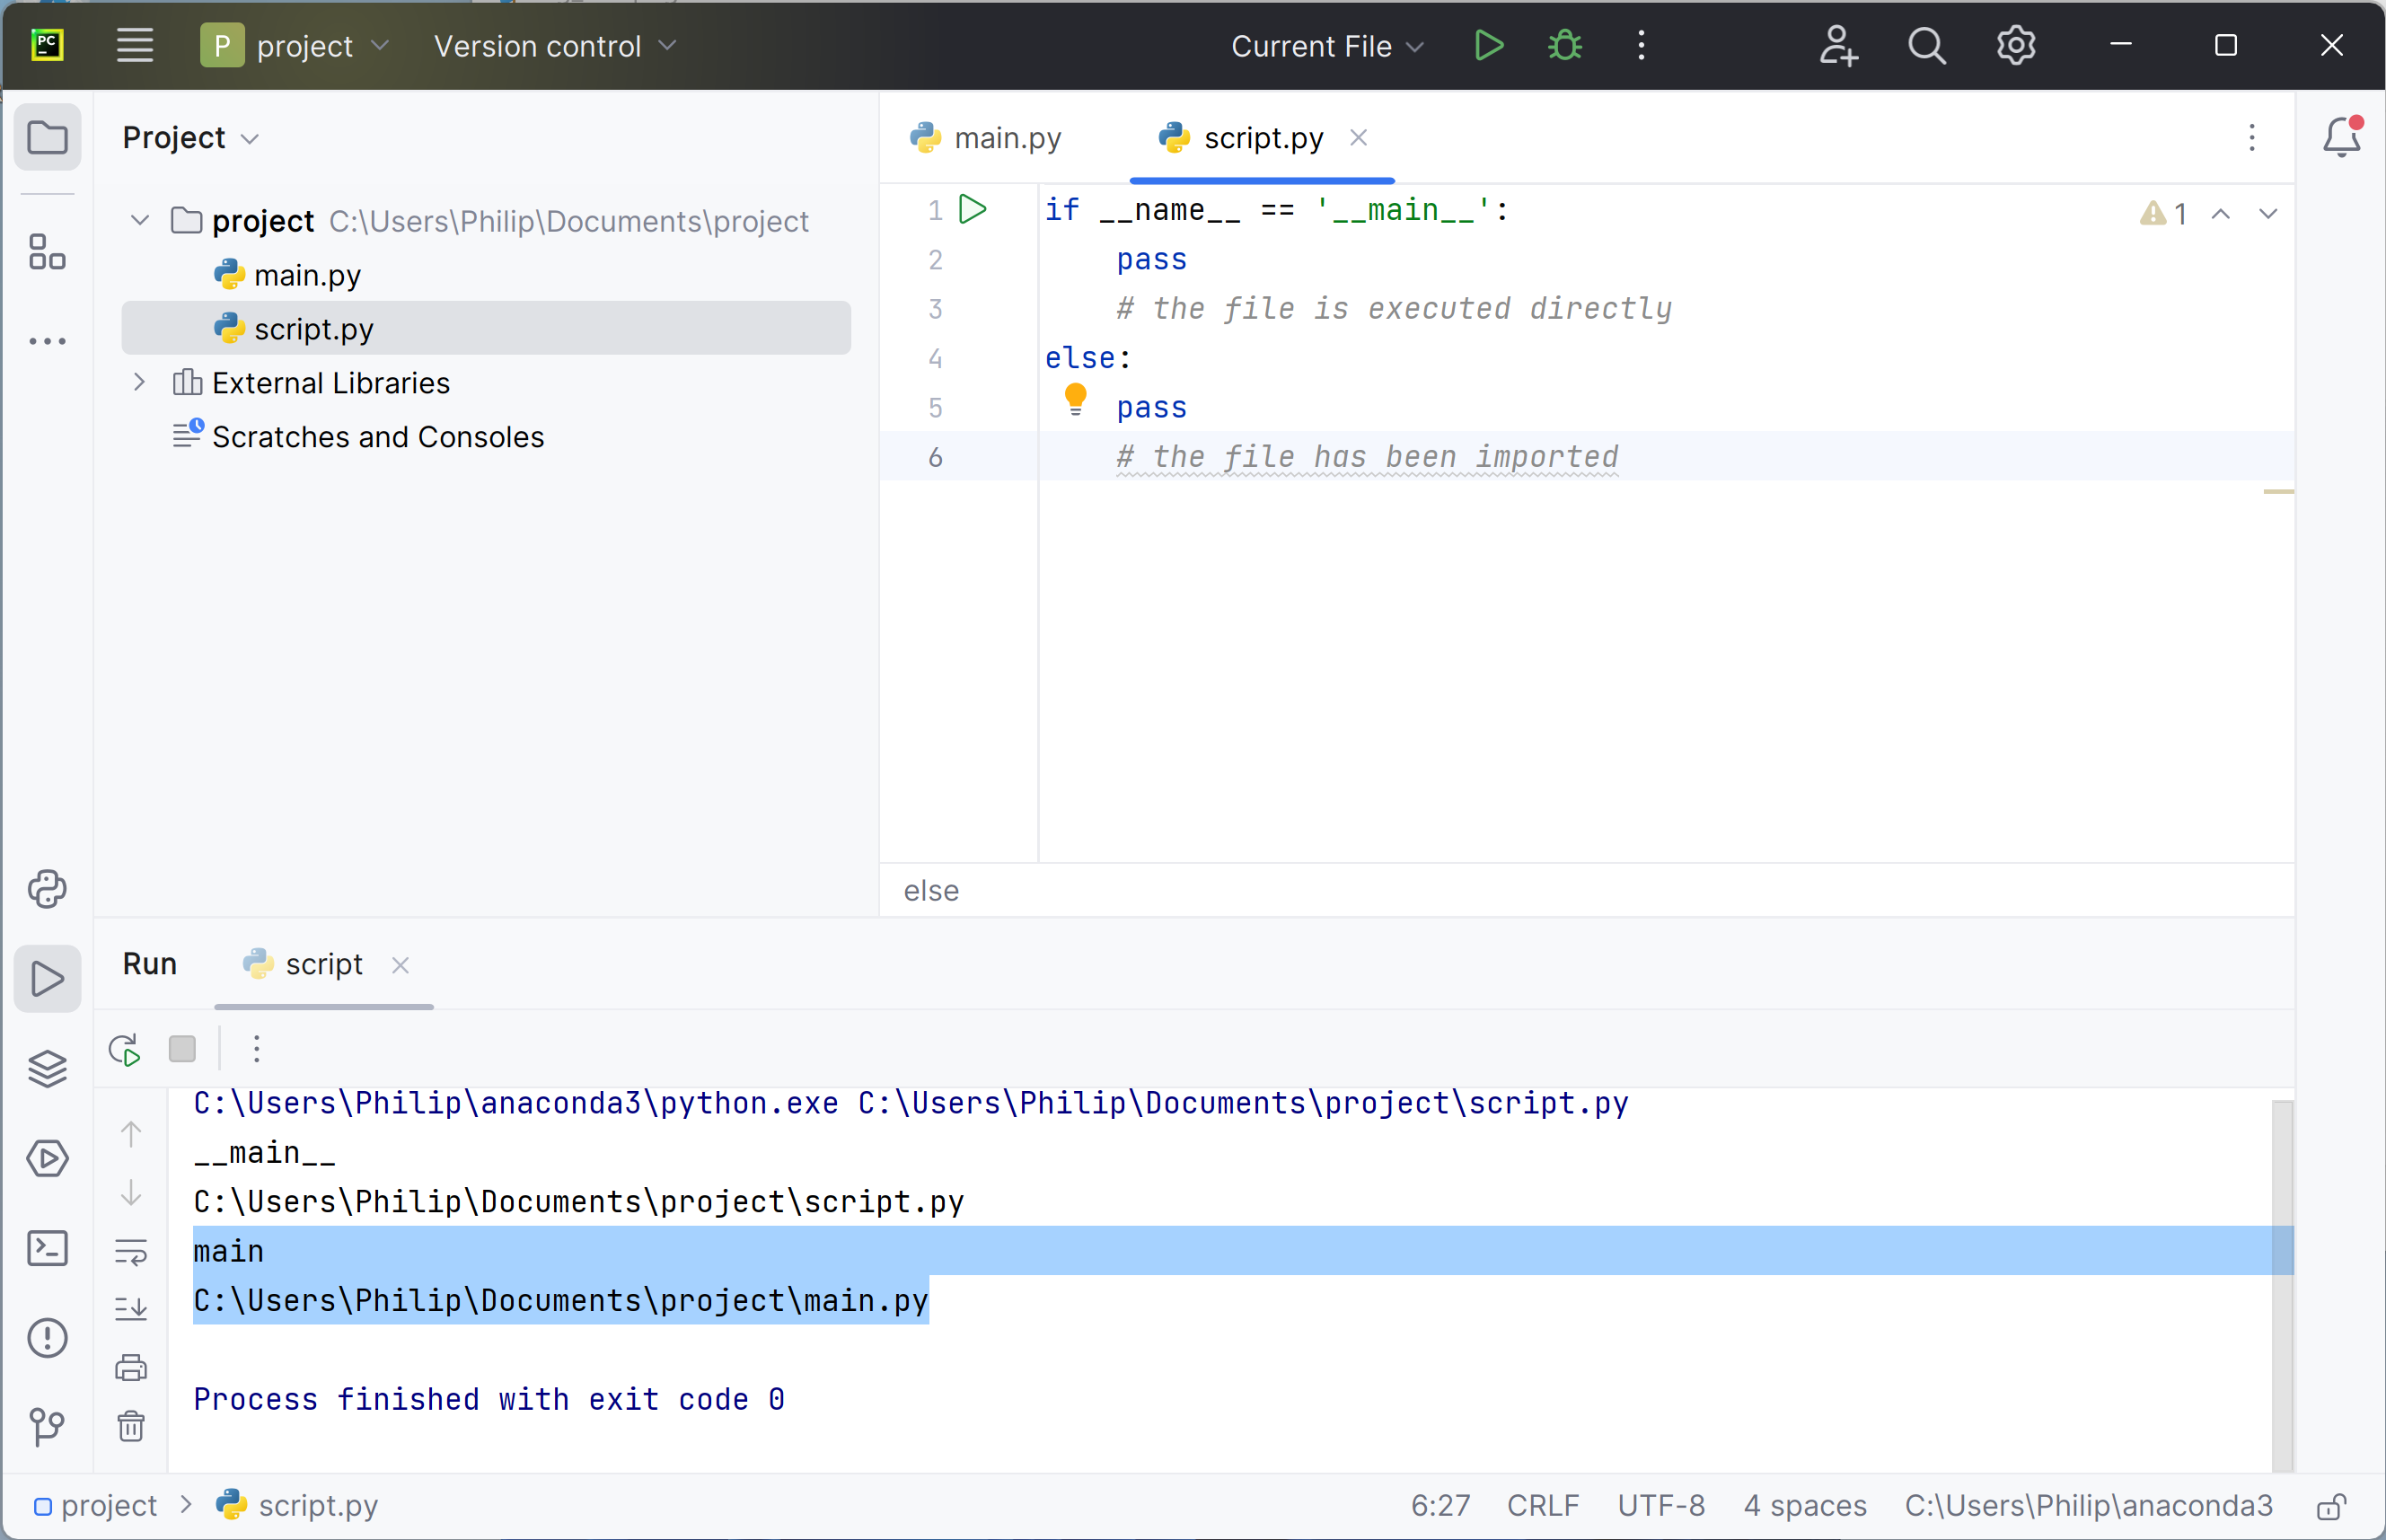 PC
P project Version control Current File
Project
main.py script.py
project C:\Users\Philip\Documents\project
main.py
script.py
External Libraries
Scratches and Consoles
1 if __name__ == '__main__':
2 pass
3 # the file is executed directly
4 else:
5 pass
6 # the file has been imported
1
else
Run script
C:\Users\Philip\anaconda3\python.exe C:\Users\Philip\Documents\project\script.py
__main__
C:\Users\Philip\Documents\project\script.py
main
C:\Users\Philip\Documents\project\main.py
Process finished with exit code 0
project script.py 6:27 CRLF UTF-8 4 spaces C:\Users\Philip\anaconda3